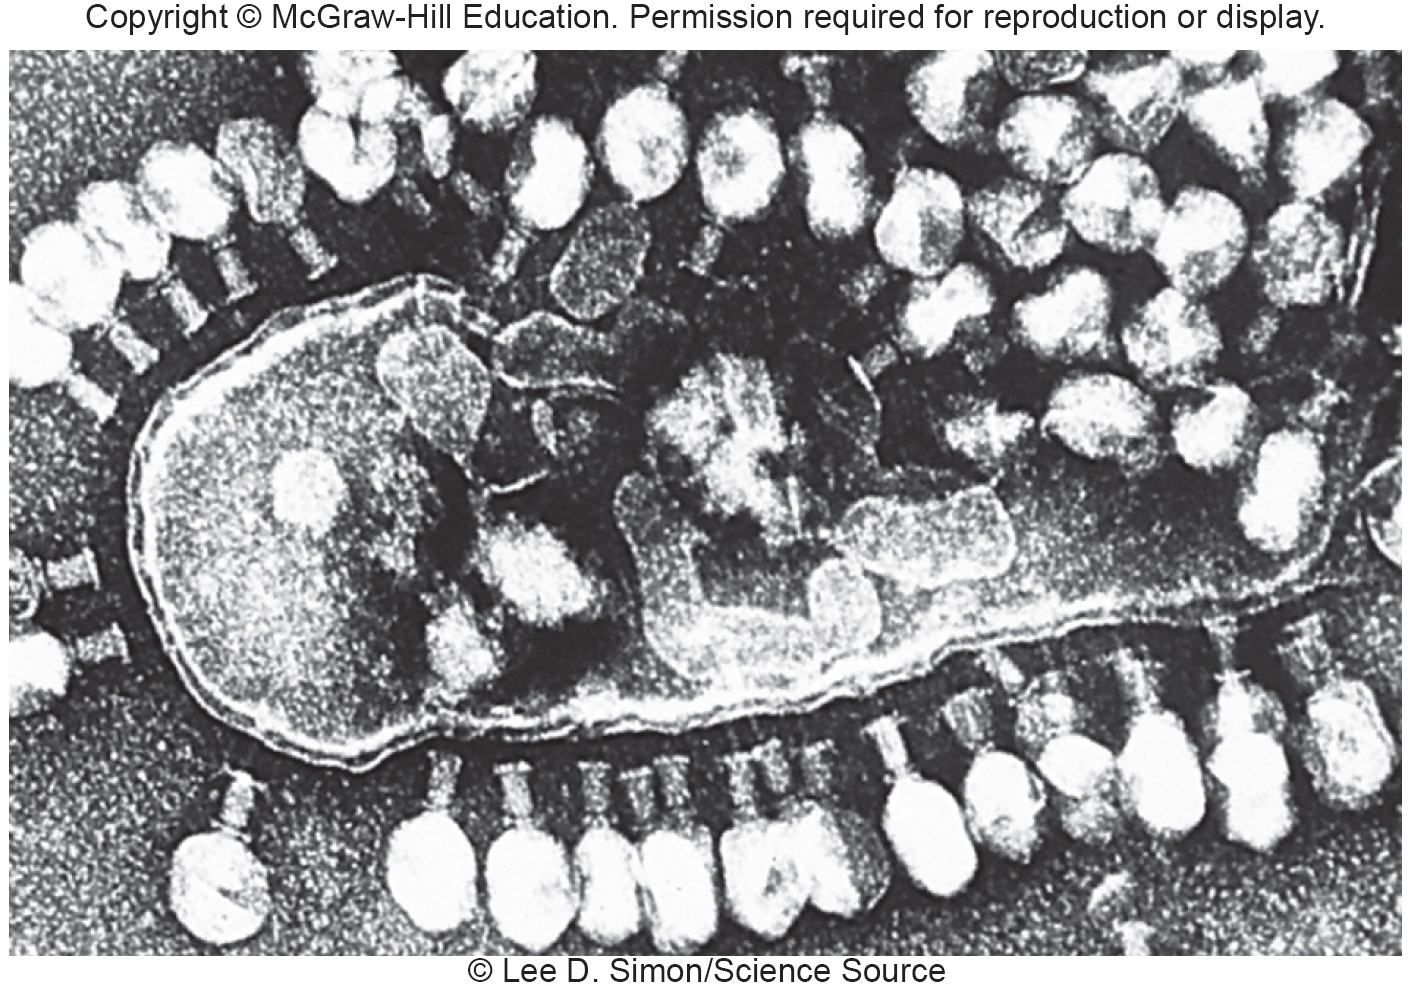 Copyright © McGraw-Hill Education. Permission required for reproduction or display.
© Lee D. Simon/Science Source